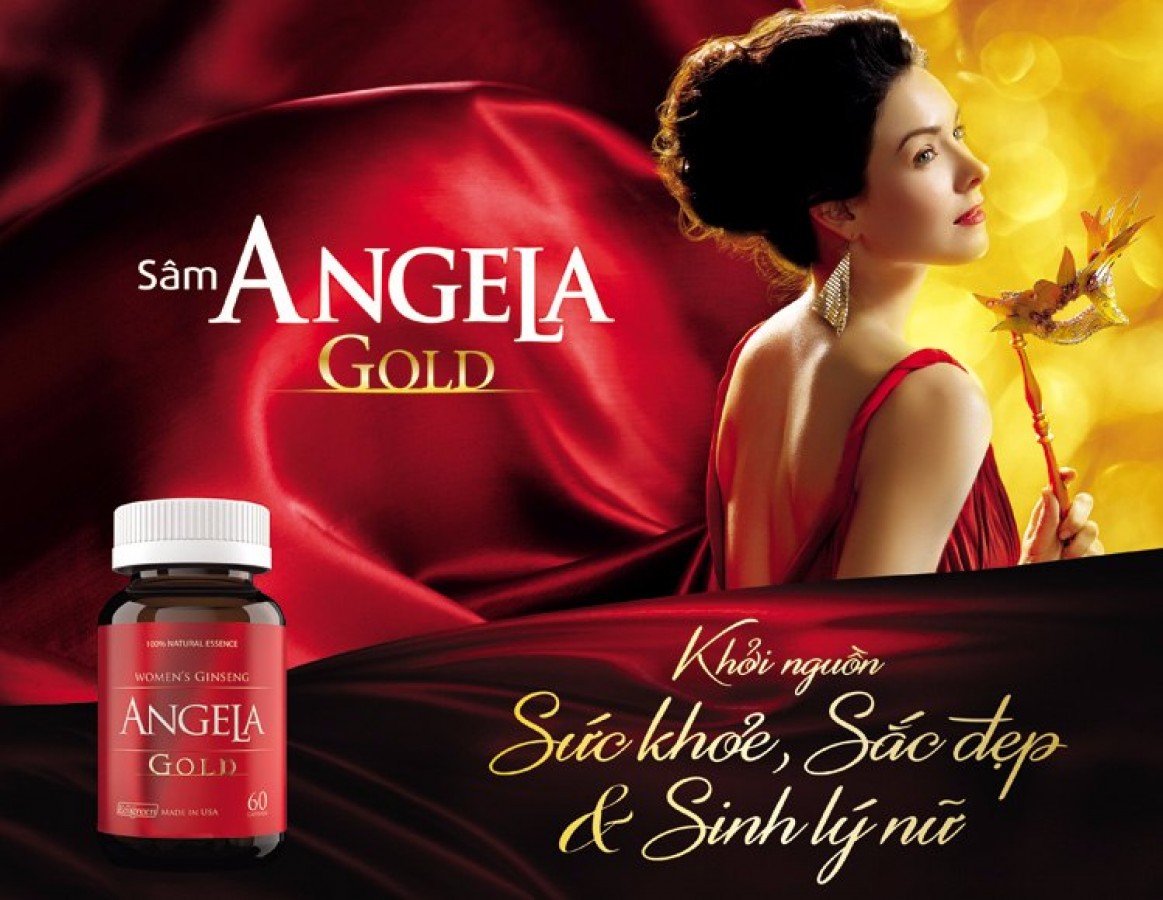 Sâm ANGELA
GOLD
Khởi nguồn
Sức khỏe, Sắc đẹp
& Sinh lý nữ
100% NATURAL ESSENCE
WOMEN'S GINSENG
ANGELA
GOLD
Ecogreen MADE IN USA
60